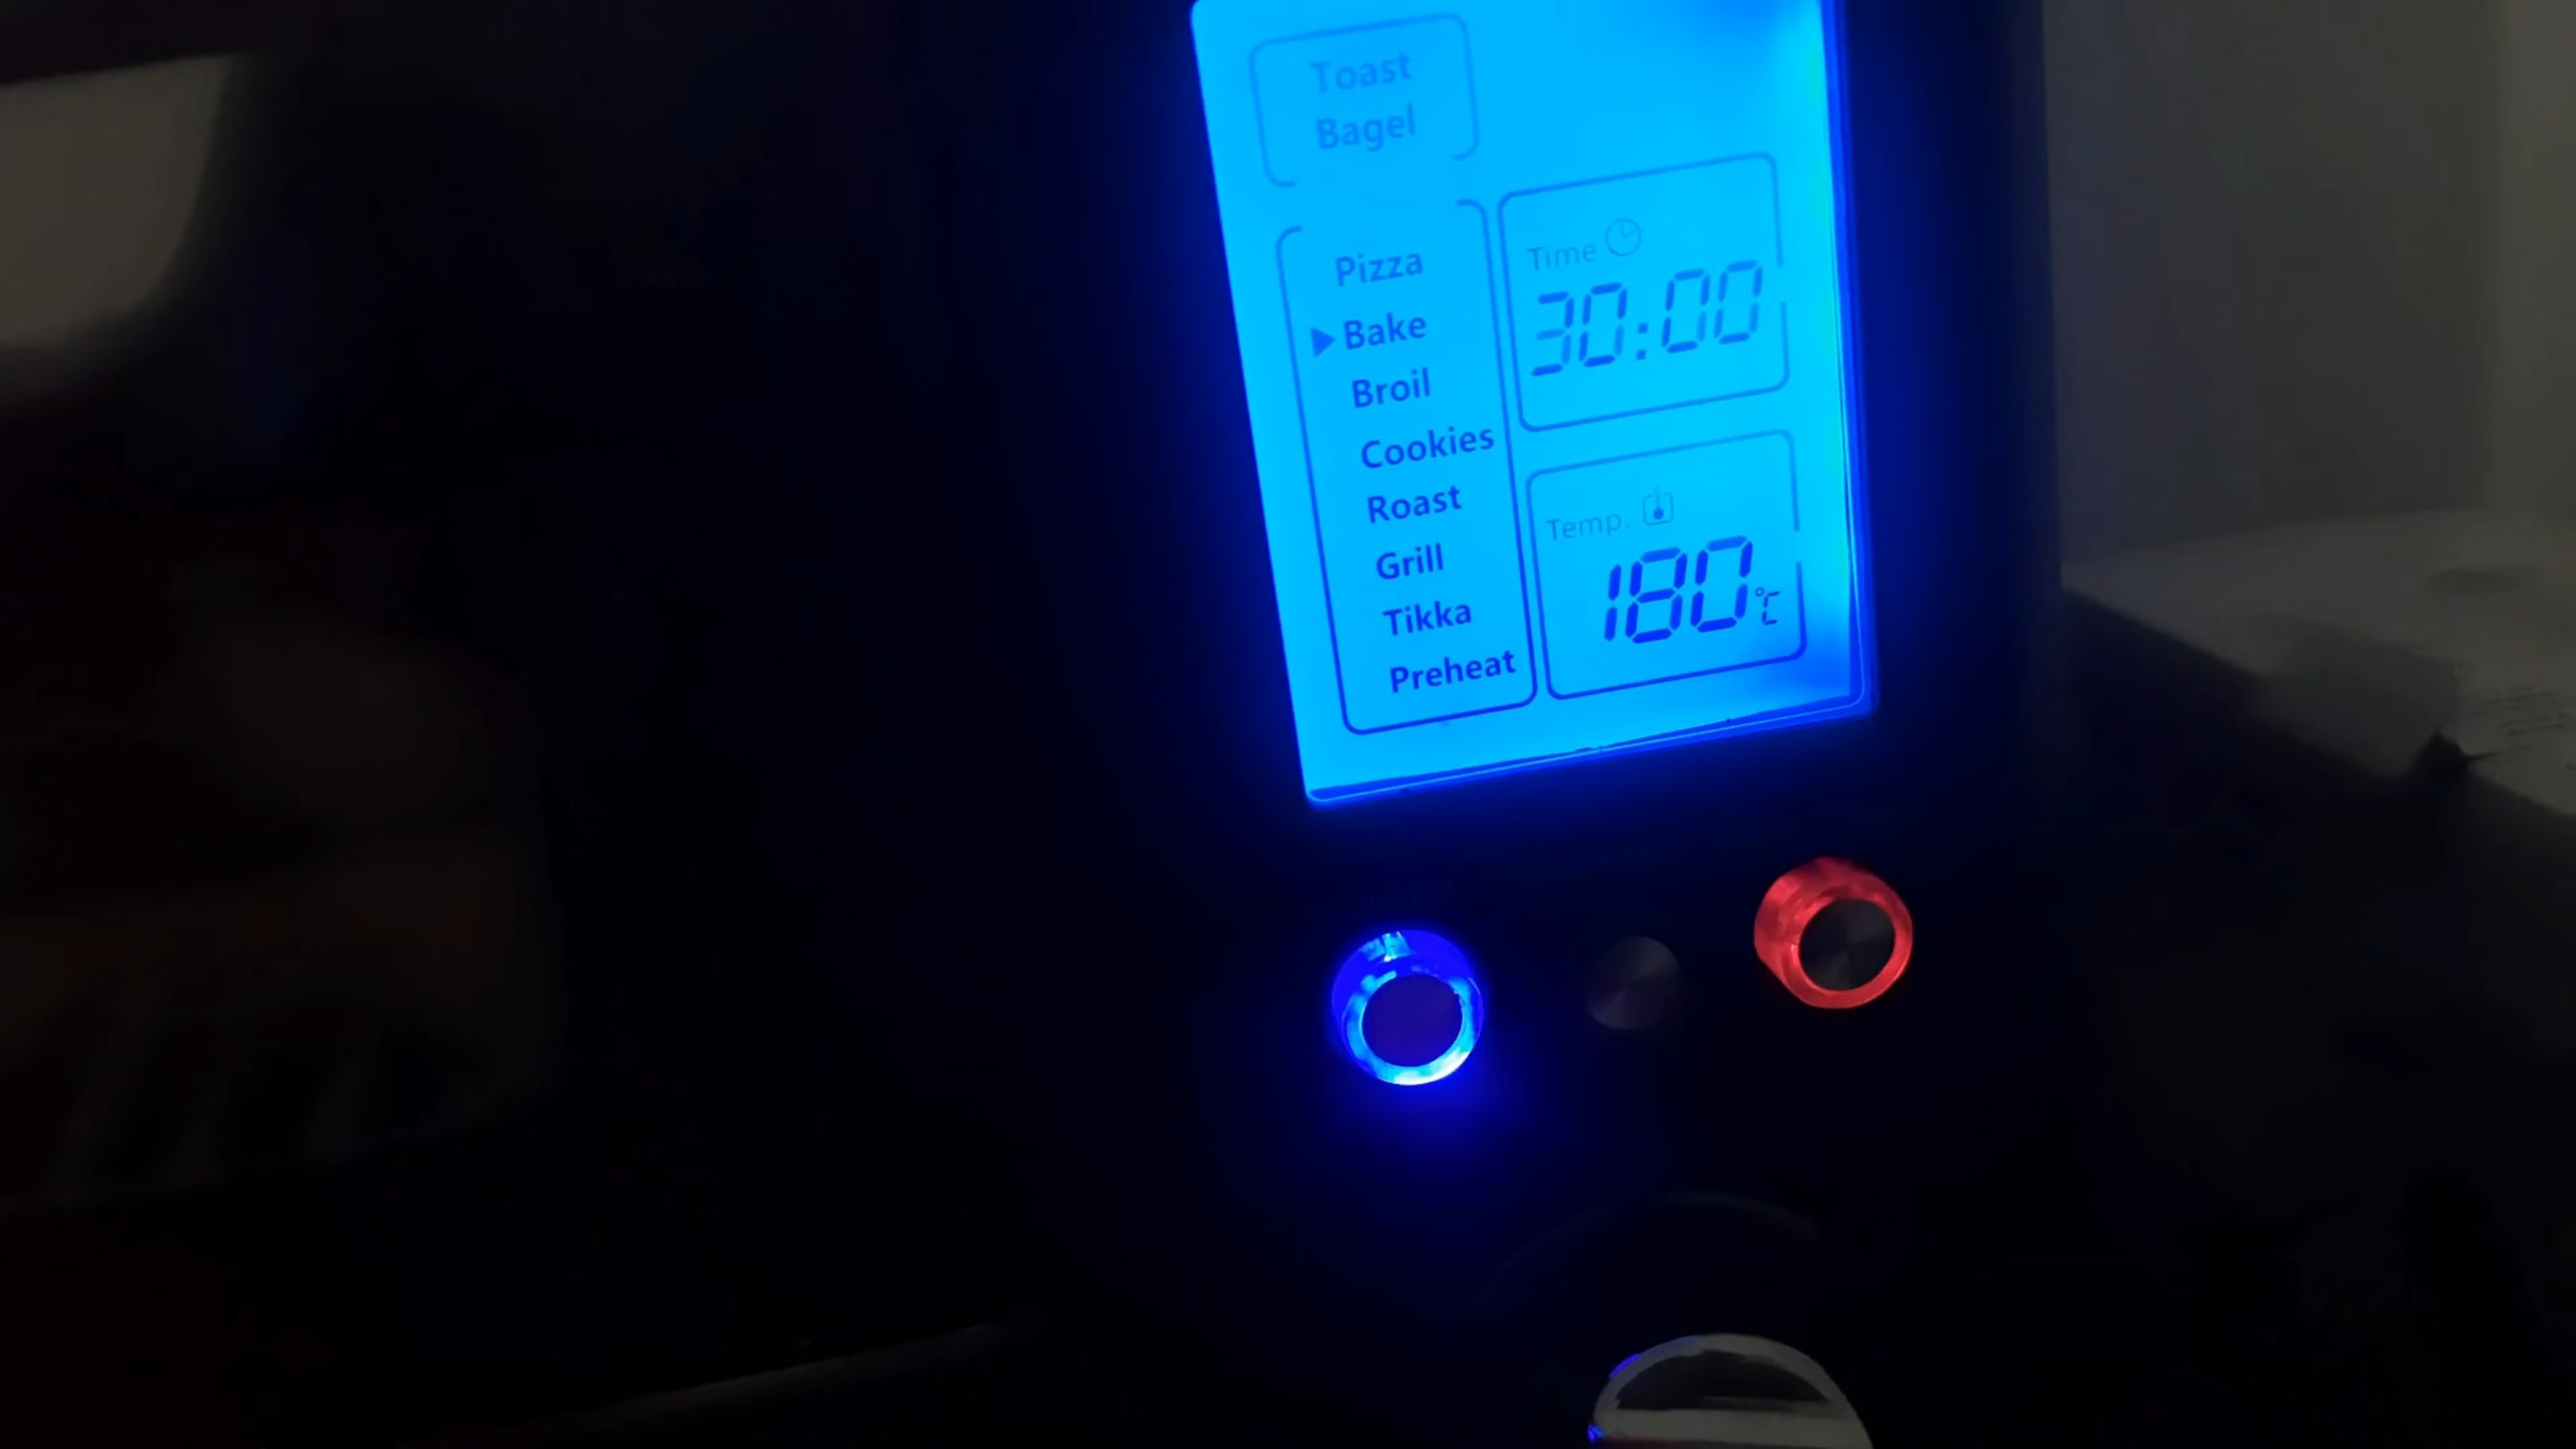 Toast
Bagel
Pizza
Bake
Broil
Cookies
Roast
Grill
Tikka
Preheat
Time
30:00
Temp.
180°C